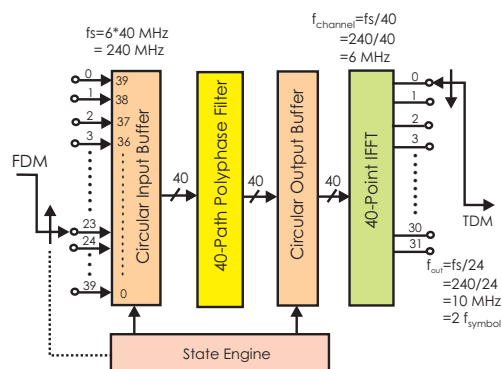 fs=6*40 MHz
= 240 MHz
f_channel=fs/40
=240/40
=6 MHz
FDM
0
1
2
3
23
24
39
39
38
37
36
0
Circular Input Buffer
40
40-Path Polyphase Filter
40
Circular Output Buffer
40
40-Point IFFT
0
1
2
3
30
31
TDM
f_out=fs/24
=240/24
=10 MHz
=2 f_symbol
State Engine